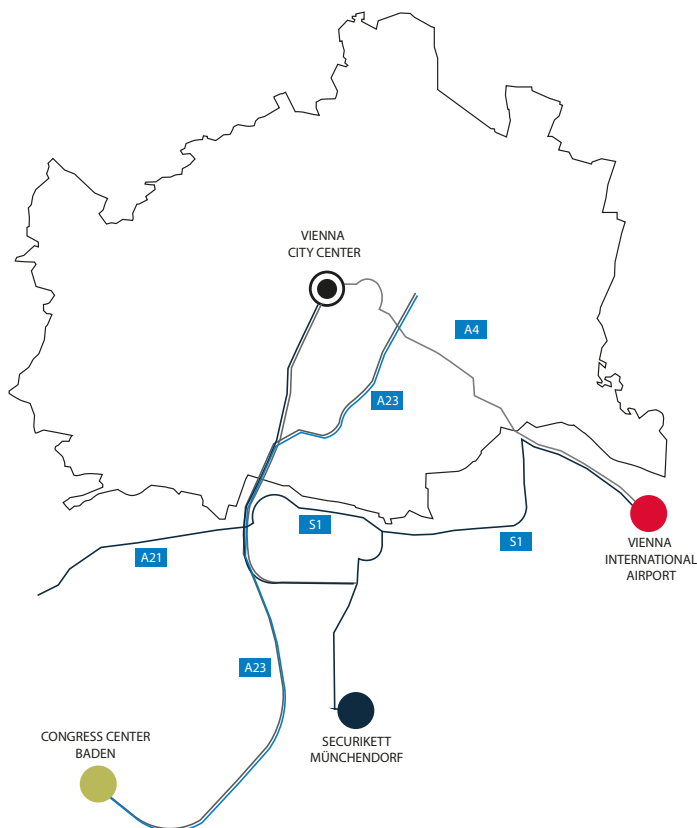 VIENNA
CITY CENTER
A4
A23
S1
S1
A21
VIENNA
INTERNATIONAL
AIRPORT
A23
SECURIKETT
MÜNCHENDORF
CONGRESS CENTER
BADEN